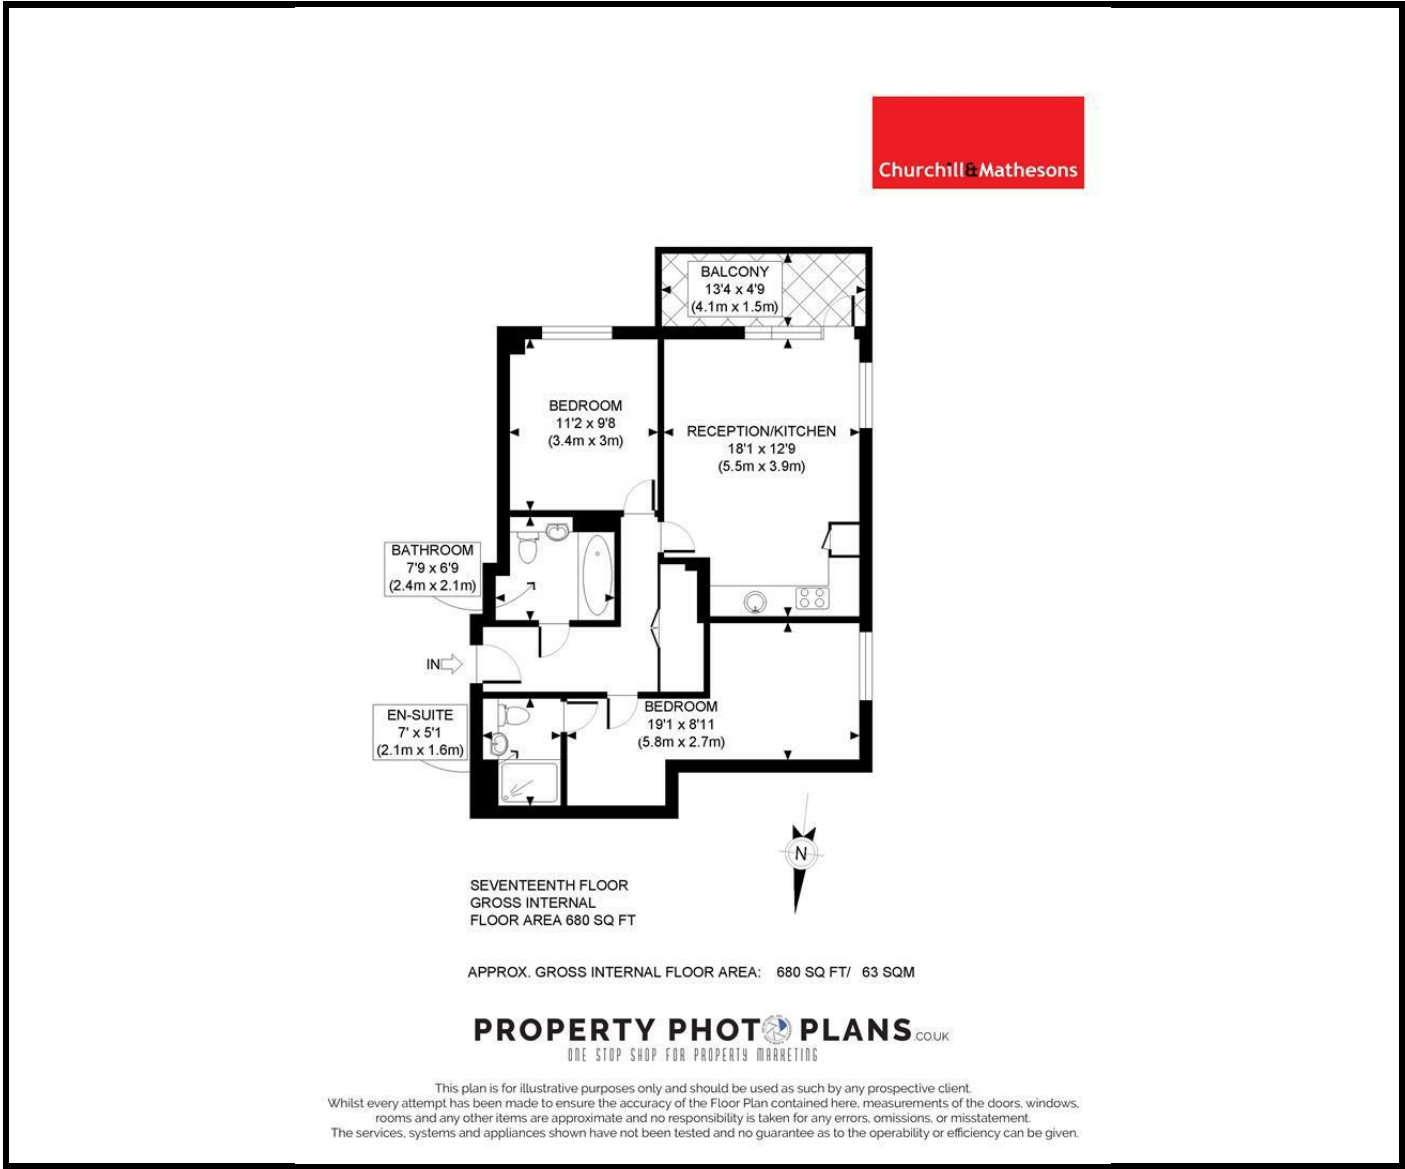 Churchill&Mathesons
BALCONY
13'4 x 4'9
(4.1m x 1.5m)
BEDROOM
11'2 x 9'8
(3.4m x 3m)
RECEPTION/KITCHEN
18'1 x 12'9
(5.5m x 3.9m)
BATHROOM
7'9 x 6'9
(2.4m x 2.1m)
IN
EN-SUITE
7' x 5'1
(2.1m x 1.6m)
BEDROOM
19'1 x 8'11
(5.8m x 2.7m)
N
SEVENTEENTH FLOOR
GROSS INTERNAL
FLOOR AREA 680 SQ FT
APPROX. GROSS INTERNAL FLOOR AREA: 680 SQ FT/ 63 SQM
PROPERTY PHOTO PLANS.CO.UK
ONE STOP SHOP FOR PROPERTY MARKETING
This plan is for illustrative purposes only and should be used as such by any prospective client.
Whilst every attempt has been made to ensure the accuracy of the Floor Plan contained here, measurements of the doors, windows,
rooms and any other items are approximate and no responsibility is taken for any errors, omissions, or misstatement.
The services, systems and appliances shown have not been tested and no guarantee as to the operability or efficiency can be given.